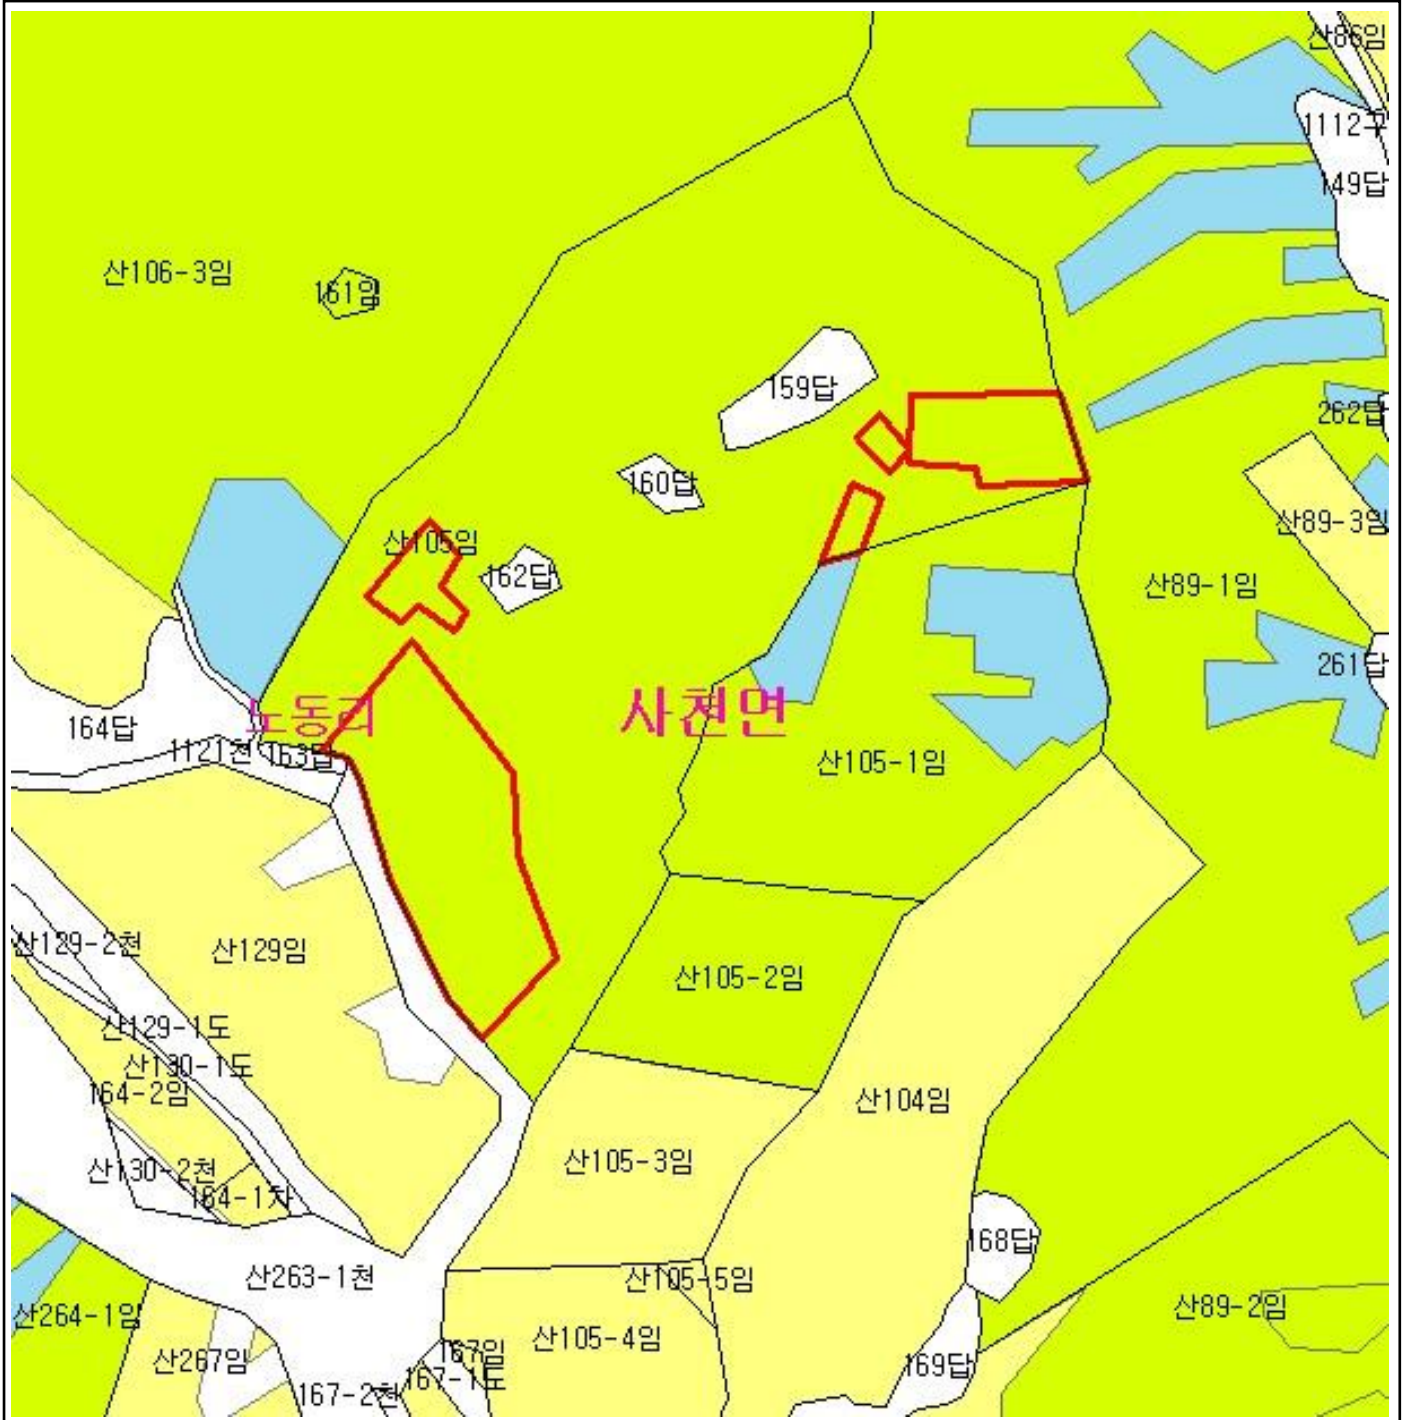 산86임
1112구
149답
산106-3임
161임
159답
262답
160답
산89-3임
산105임
162답
산89-1임
261답
노동리
사천면
164답
1121천
163답
산105-1임
산129-2천
산129임
산105-2임
산129-1도
산130-1도
164-2임
산104임
산105-3임
산130-2천
164-1차
168답
산263-1천
산105-5임
산89-2임
산264-1임
산105-4임
산267임
167임
169답
167-1도
167-2천